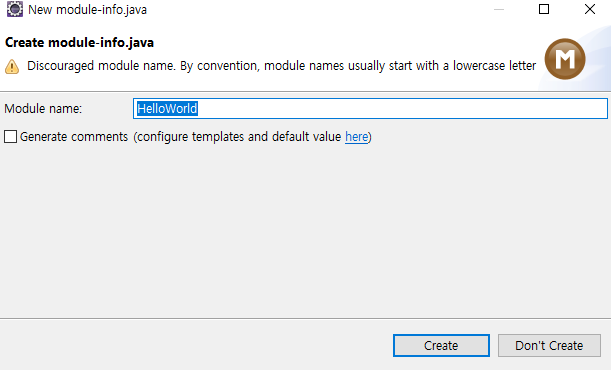 New module-info.java
Create module-info.java
Discouraged module name. By convention, module names usually start with a lowercase letter
M
Module name: HelloWorld
Generate comments (configure templates and default value here)
Create Don't Create